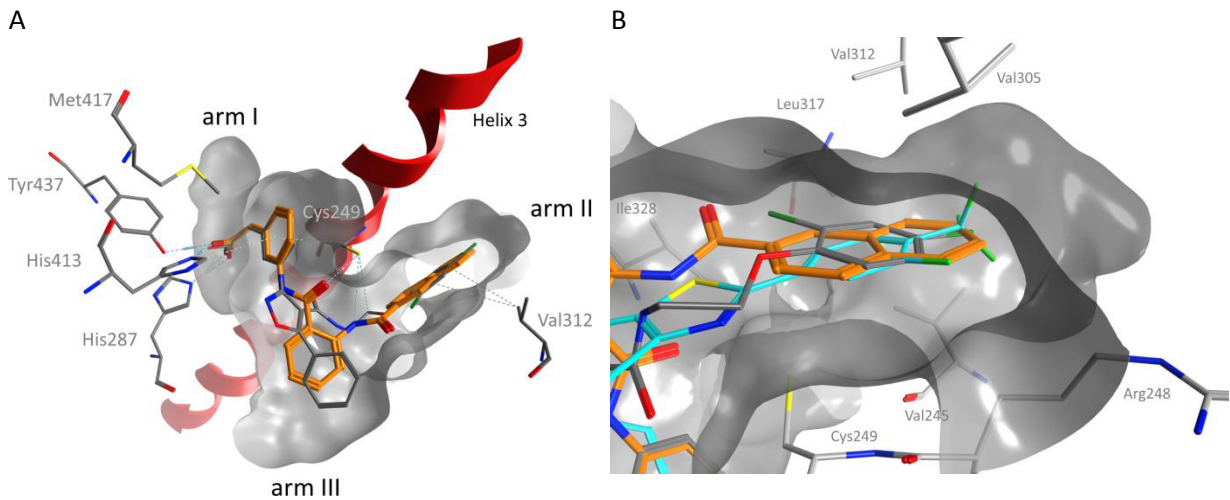 A
Met417
arm I
Helix 3
Tyr437
Cys249
arm II
His413
His287
Val312
arm III
B
Val312
Val305
Leu317
Ile328
Arg248
Val245
Cys249